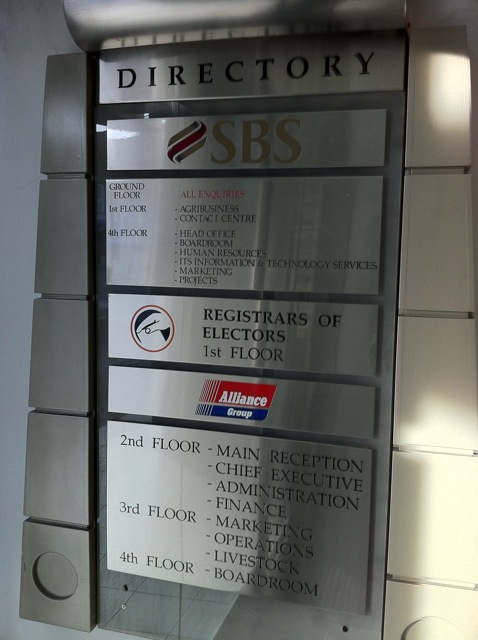 DIRECTORY
SBS
GROUND FLOOR ALL ENQUIRIES
1st FLOOR - AGRIBUSINESS
- CONTACT CENTRE
4th FLOOR - HEAD OFFICE
- BOARDROOM
- HUMAN RESOURCES
- ITS INFORMATION & TECHNOLOGY SERVICES
- MARKETING
- PROJECTS
REGISTRARS OF
ELECTORS
1st FLOOR
Alliance
Group
2nd FLOOR - MAIN RECEPTION
- CHIEF EXECUTIVE
- ADMINISTRATION
- FINANCE
3rd FLOOR - MARKETING
- OPERATIONS
- LIVESTOCK
4th FLOOR - BOARDROOM